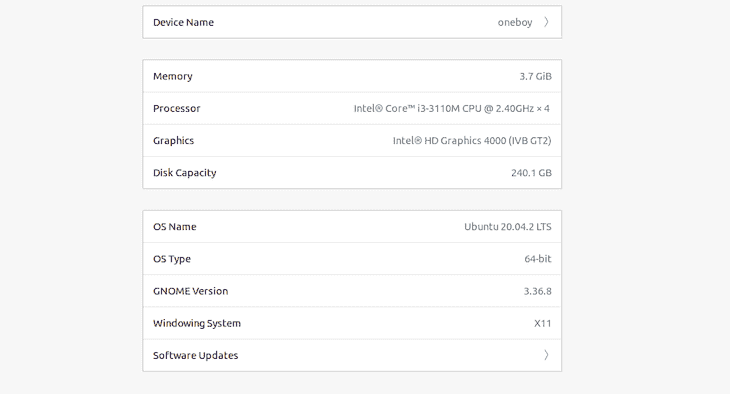 Device Name oneboy
Memory 3.7 GiB
Processor Intel® Core™ i3-3110M CPU @ 2.40GHz × 4
Graphics Intel® HD Graphics 4000 (IVB GT2)
Disk Capacity 240.1 GB
OS Name Ubuntu 20.04.2 LTS
OS Type 64-bit
GNOME Version 3.36.8
Windowing System X11
Software Updates